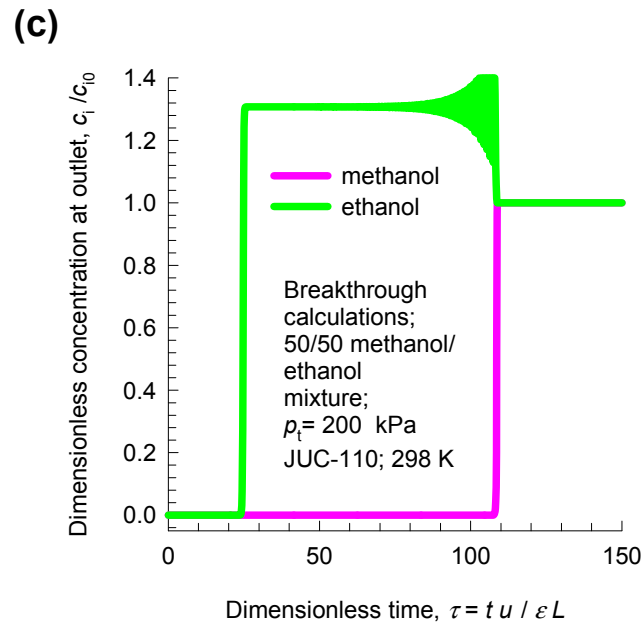 (c)
Dimensionless concentration at outlet, cᵢ /cᵢ₀
1.4
1.2
1.0
0.8
0.6
0.4
0.2
0.0
methanol
ethanol
Breakthrough
calculations;
50/50 methanol/
ethanol
mixture;
pₜ= 200 kPa
JUC-110; 298 K
0 50 100 150
Dimensionless time, τ = t u / ε L